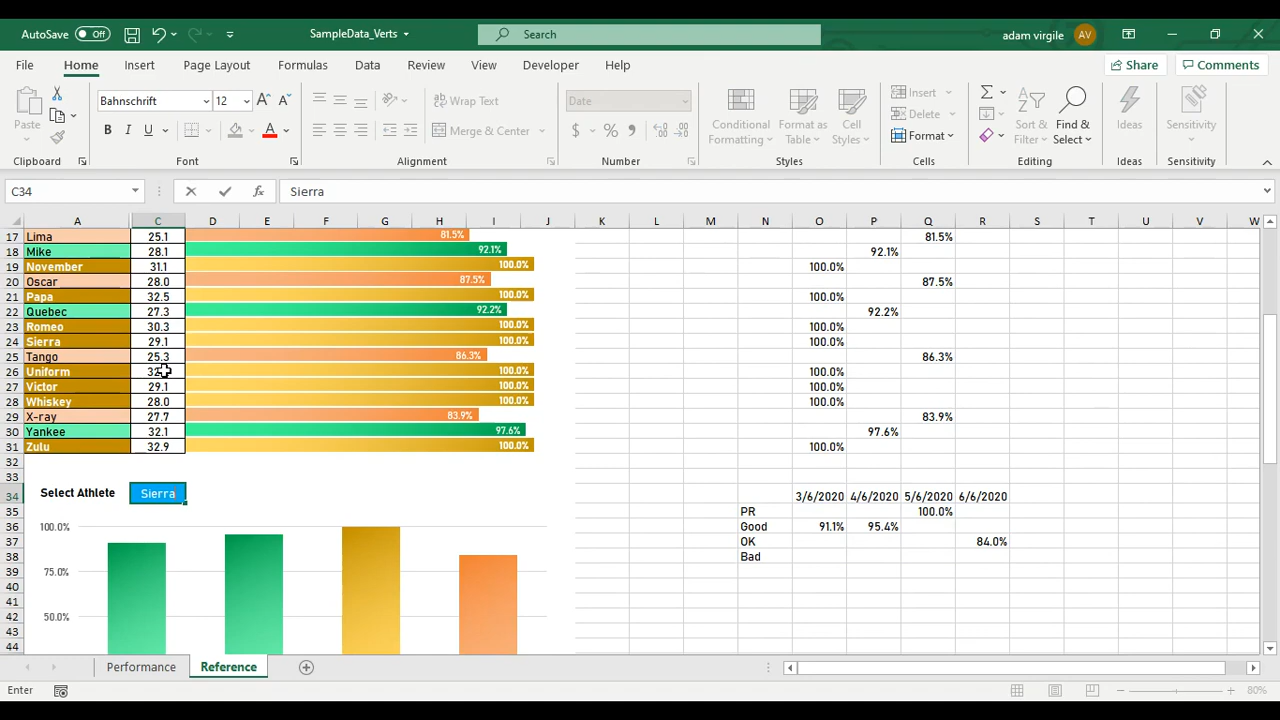 AutoSave Off SampleData_Verts Search adam virgile AV
File Home Insert Page Layout Formulas Data Review View Developer Help Share Comments
Paste Bahnschrift 12 A A Wrap Text Date Conditional Formatting Format as Table Cell Styles Insert Delete Format Sort & Filter Find & Select Ideas Sensitivity
B I U A Merge & Center $ % 9
Clipboard Font Alignment Number Styles Cells Editing Ideas Sensitivity
C34 fx Sierra
A C D E F G H I J K L M N O P Q R S T U V W
17 Lima 25.1 81.5% 81.5%
18 Mike 28.1 92.1% 92.1%
19 November 31.1 100.0% 100.0%
20 Oscar 28.0 87.5% 87.5%
21 Papa 32.5 100.0% 100.0%
22 Quebec 27.3 92.2% 92.2%
23 Romeo 30.3 100.0% 100.0%
24 Sierra 29.1 100.0% 100.0%
25 Tango 25.3 86.3% 86.3%
26 Uniform 100.0% 100.0%
27 Victor 29.1 100.0% 100.0%
28 Whiskey 28.0 100.0% 100.0%
29 X-ray 27.7 83.9% 83.9%
30 Yankee 32.1 97.6% 97.6%
31 Zulu 32.9 100.0% 100.0%
32
33
34 Select Athlete Sierra 3/6/2020 4/6/2020 5/6/2020 6/6/2020
35 PR 100.0%
36 100.0% Good 91.1% 95.4%
37 OK 84.0%
38 Bad
39 75.0%
40
41
42 50.0%
43
44
Performance Reference
Enter 80%